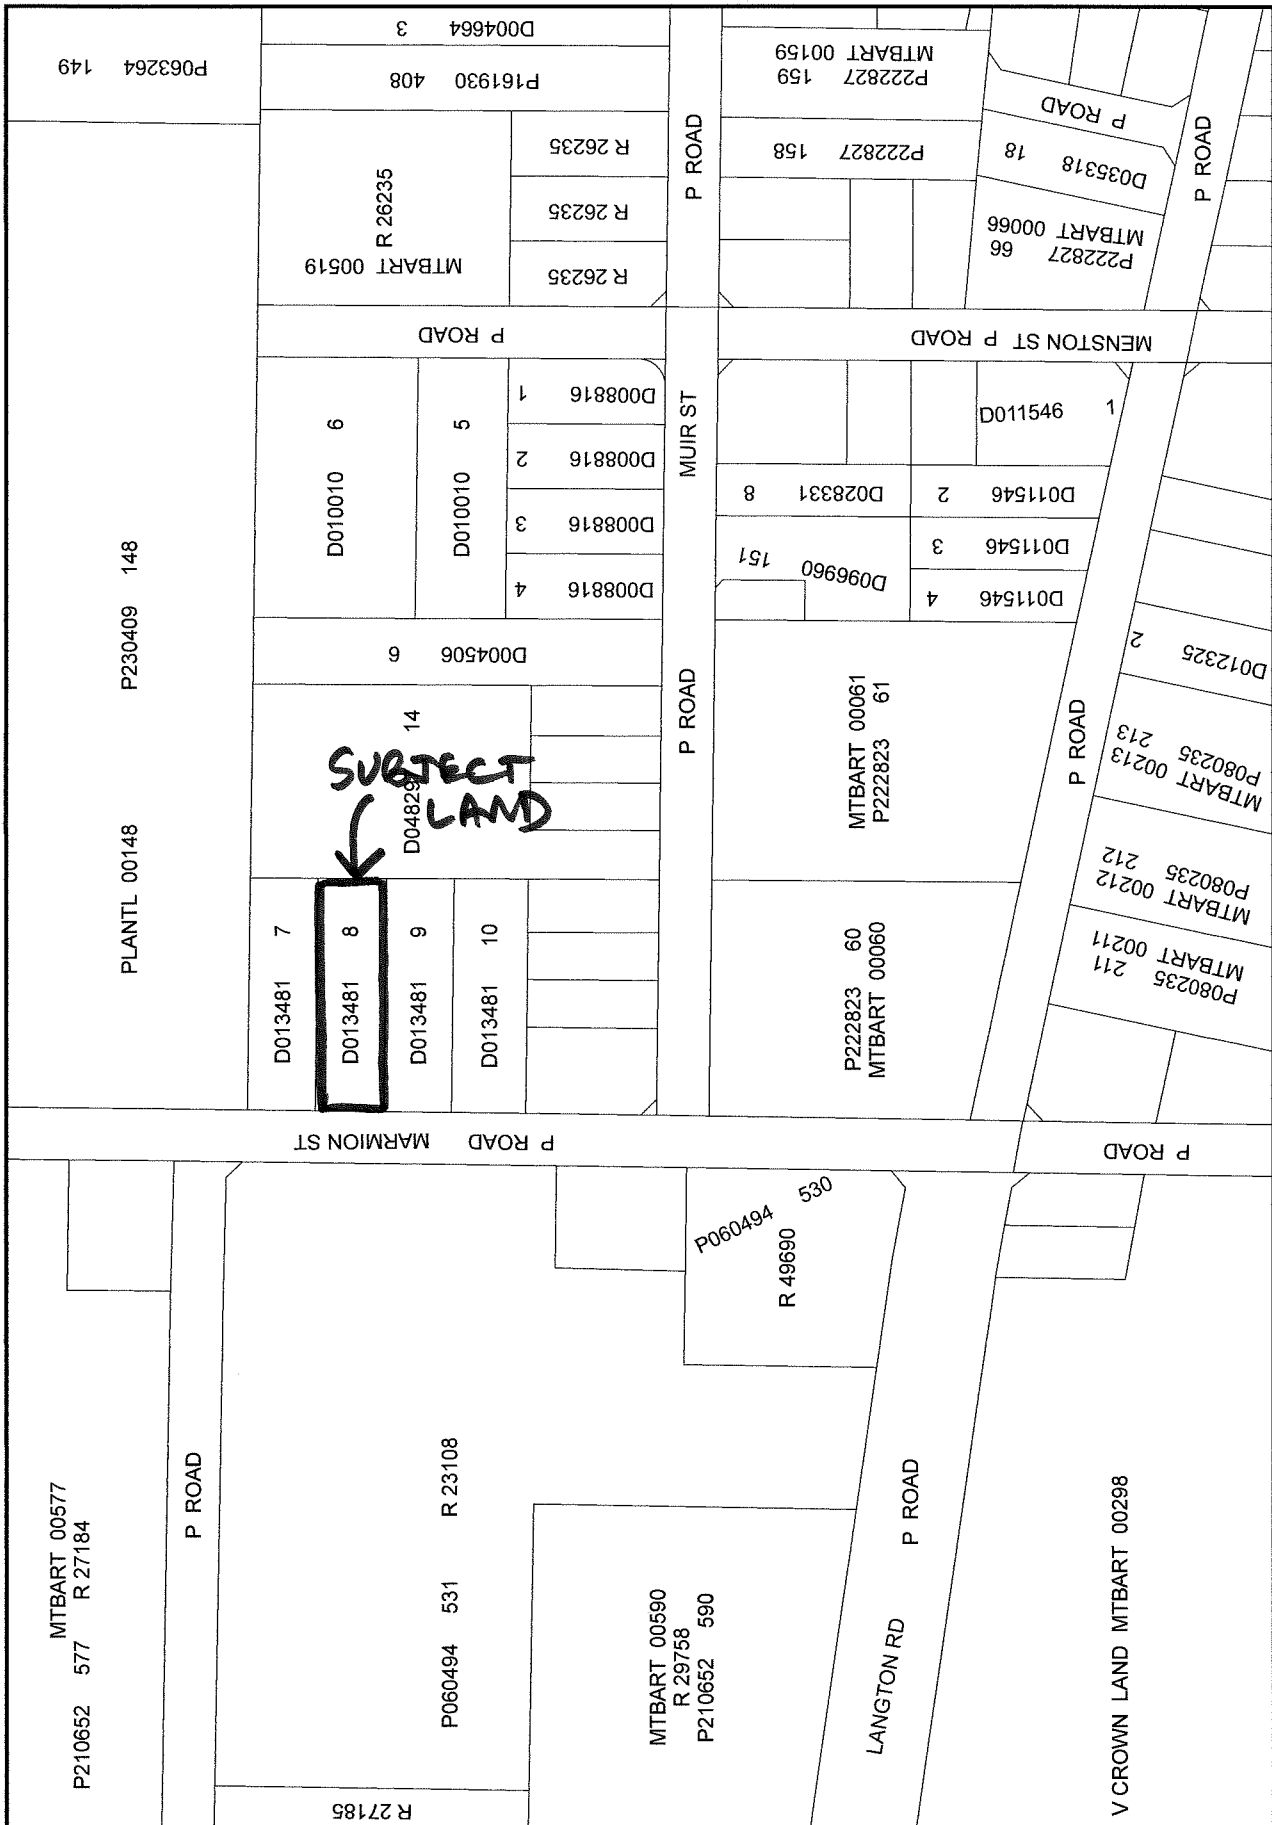 P063264 149
D004664 3
P161930 408
R 26235
MTBART 00519
R 26235
R 26235
R 26235
P ROAD
MTBART 00159
P222827 159
P222827 158
P ROAD
D035318 18
MTBART 00066
P222827 66
P ROAD
P ROAD
MENSTON ST P ROAD
PLANTL 00148 P230409 148
D010010 6
D010010 5
D008816 1
D008816 2
D008816 3
D008816 4
MUIR ST
D011546 1
D028331 8
D011546 2
D096960 151
D011546 3
D011546 4
D004506 6
P ROAD
MTBART 00061
P222823 61
P ROAD
D012325 2
MTBART 00213
P080235 213
MTBART 00212
P080235 212
P080235 211
MTBART 00211
14
SUBJECT
LAND
D013481 7
D013481 8
D013481 9
D013481 10
P222823 60
MTBART 00060
P ROAD MARMION ST
P ROAD
P060494 530
R 49690
MTBART 00577
P210652 577 R 27184
P ROAD
P060494 531 R 23108
MTBART 00590
R 29758
P210652 590
LANGTON RD P ROAD
V CROWN LAND MTBART 00298
R 27185